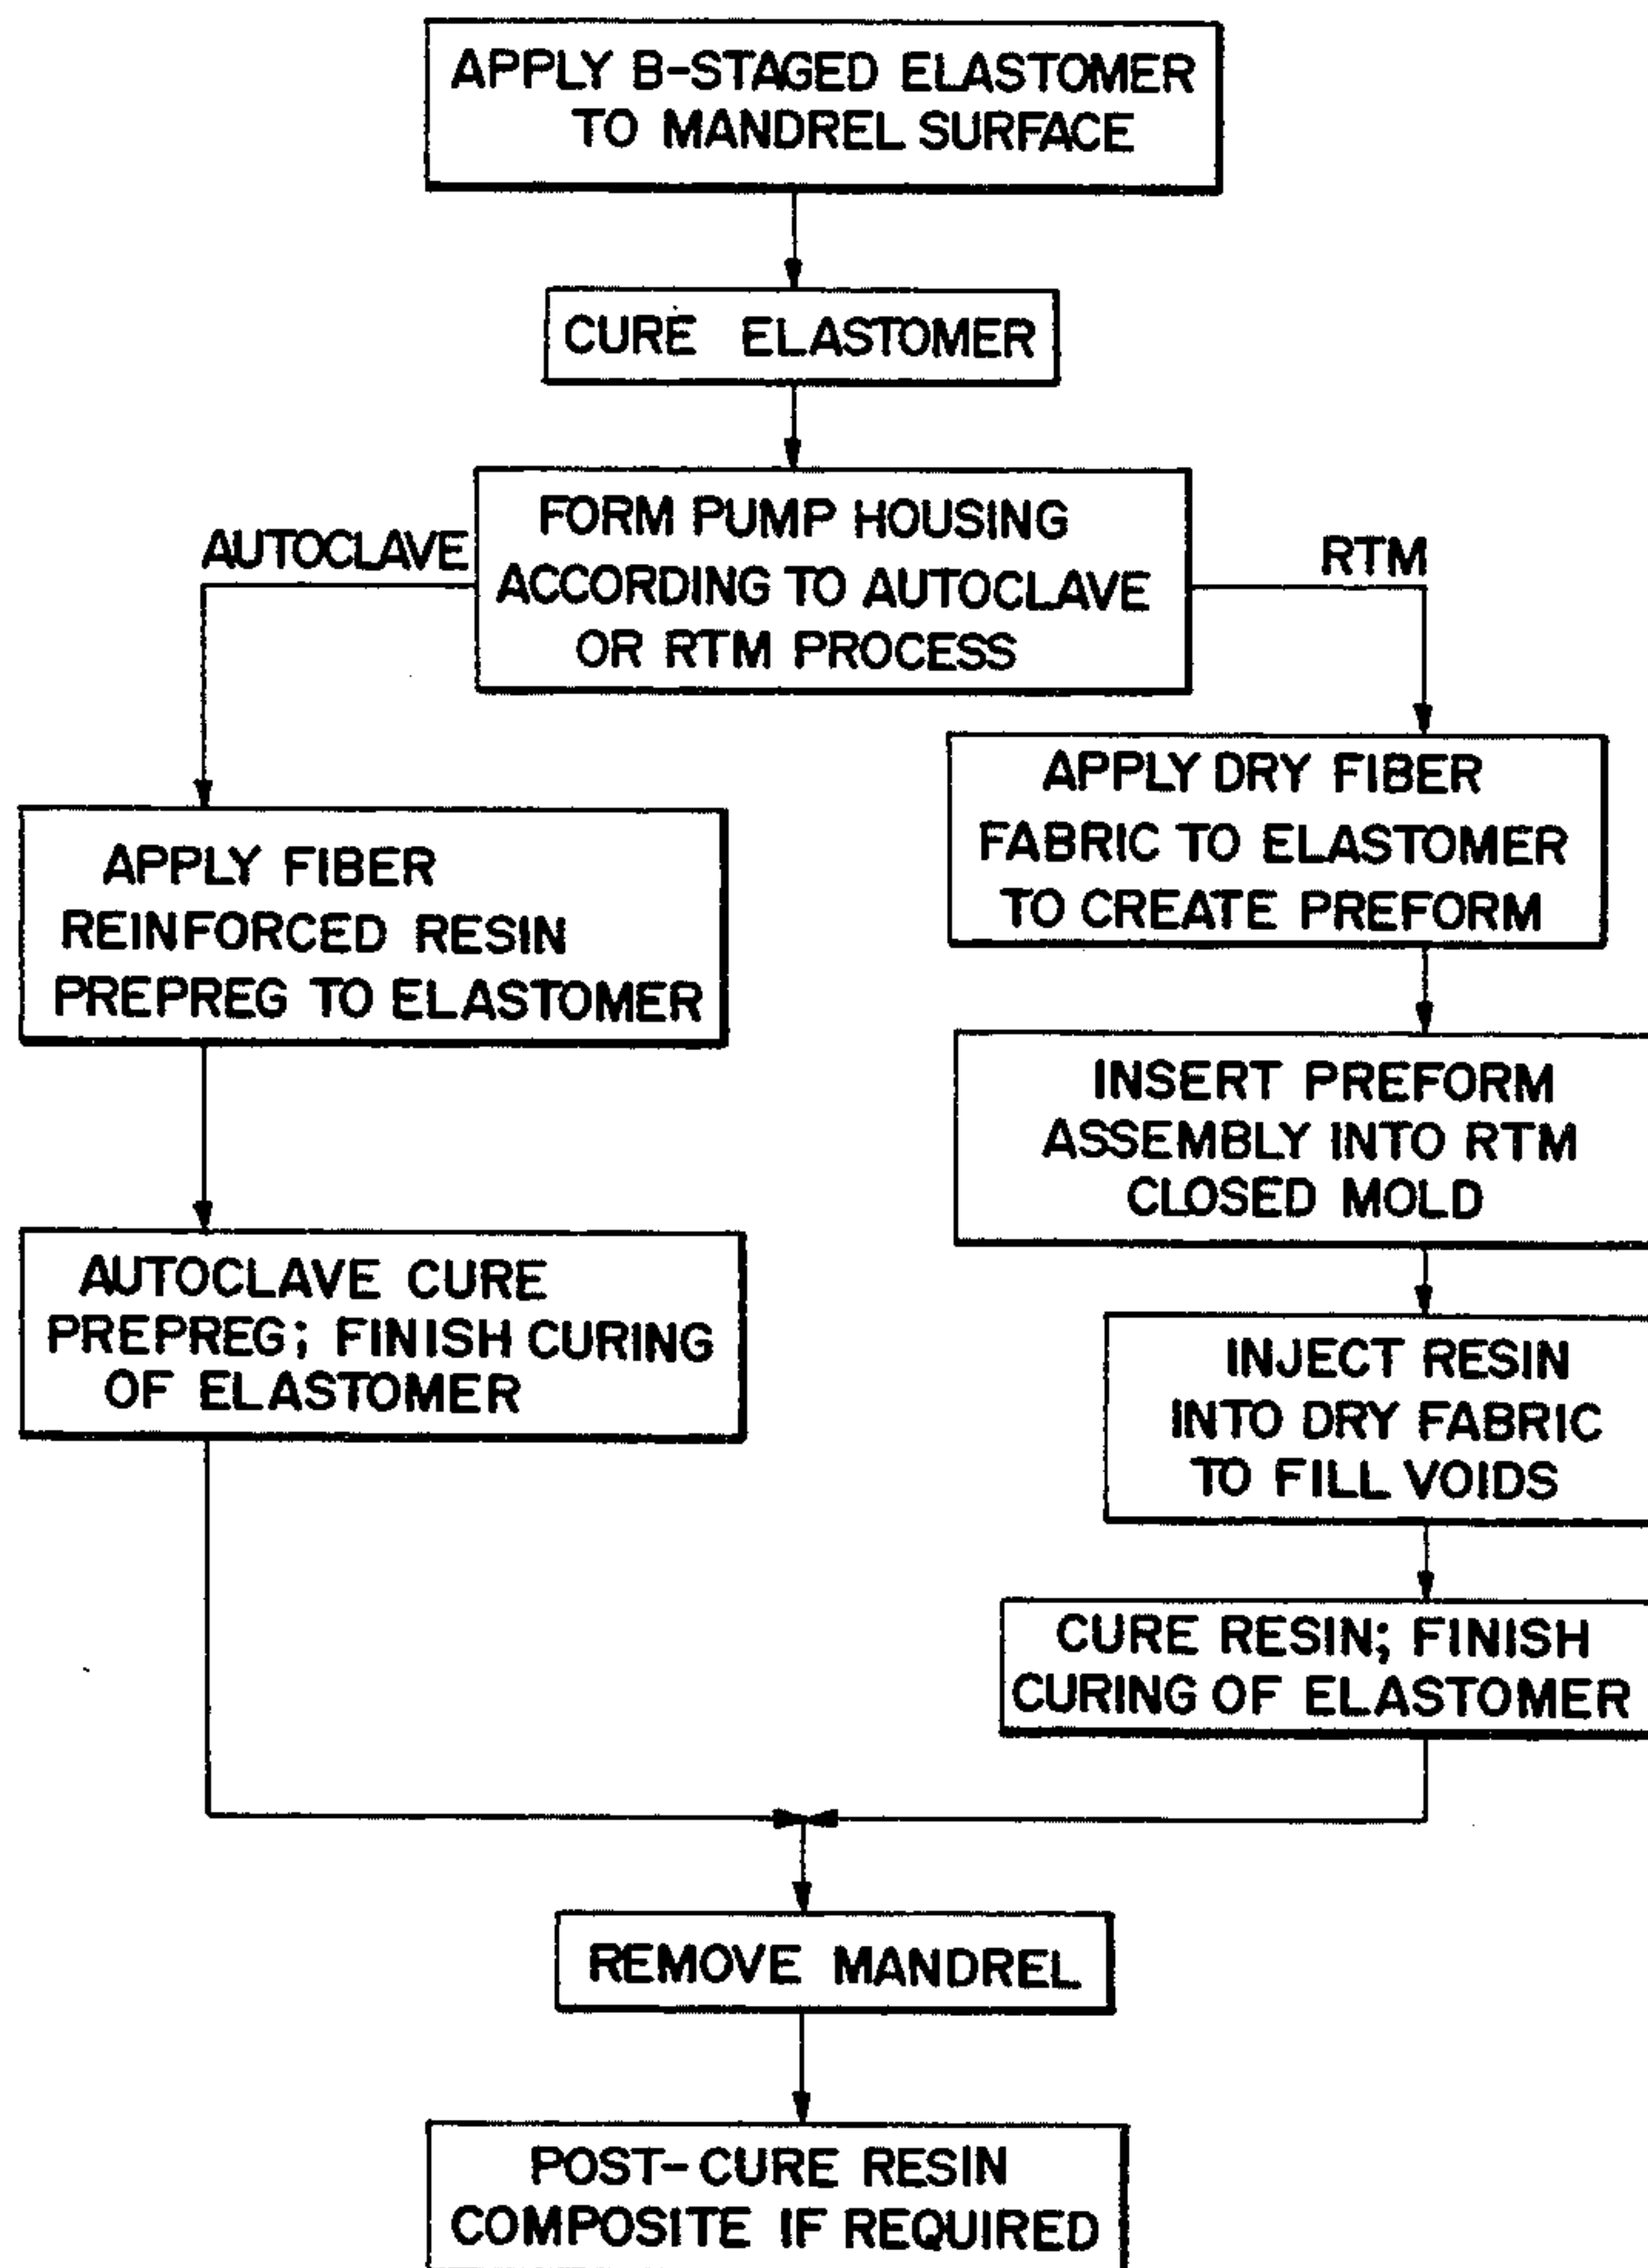 APPLY B-STAGED ELASTOMER
TO MANDREL SURFACE
CURE ELASTOMER
FORM PUMP HOUSING
ACCORDING TO AUTOCLAVE
OR RTM PROCESS
AUTOCLAVE
RTM
APPLY FIBER
REINFORCED RESIN
PREPREG TO ELASTOMER
AUTOCLAVE CURE
PREPREG; FINISH CURING
OF ELASTOMER
APPLY DRY FIBER
FABRIC TO ELASTOMER
TO CREATE PREFORM
INSERT PREFORM
ASSEMBLY INTO RTM
CLOSED MOLD
INJECT RESIN
INTO DRY FABRIC
TO FILL VOIDS
CURE RESIN; FINISH
CURING OF ELASTOMER
REMOVE MANDREL
POST-CURE RESIN
COMPOSITE IF REQUIRED